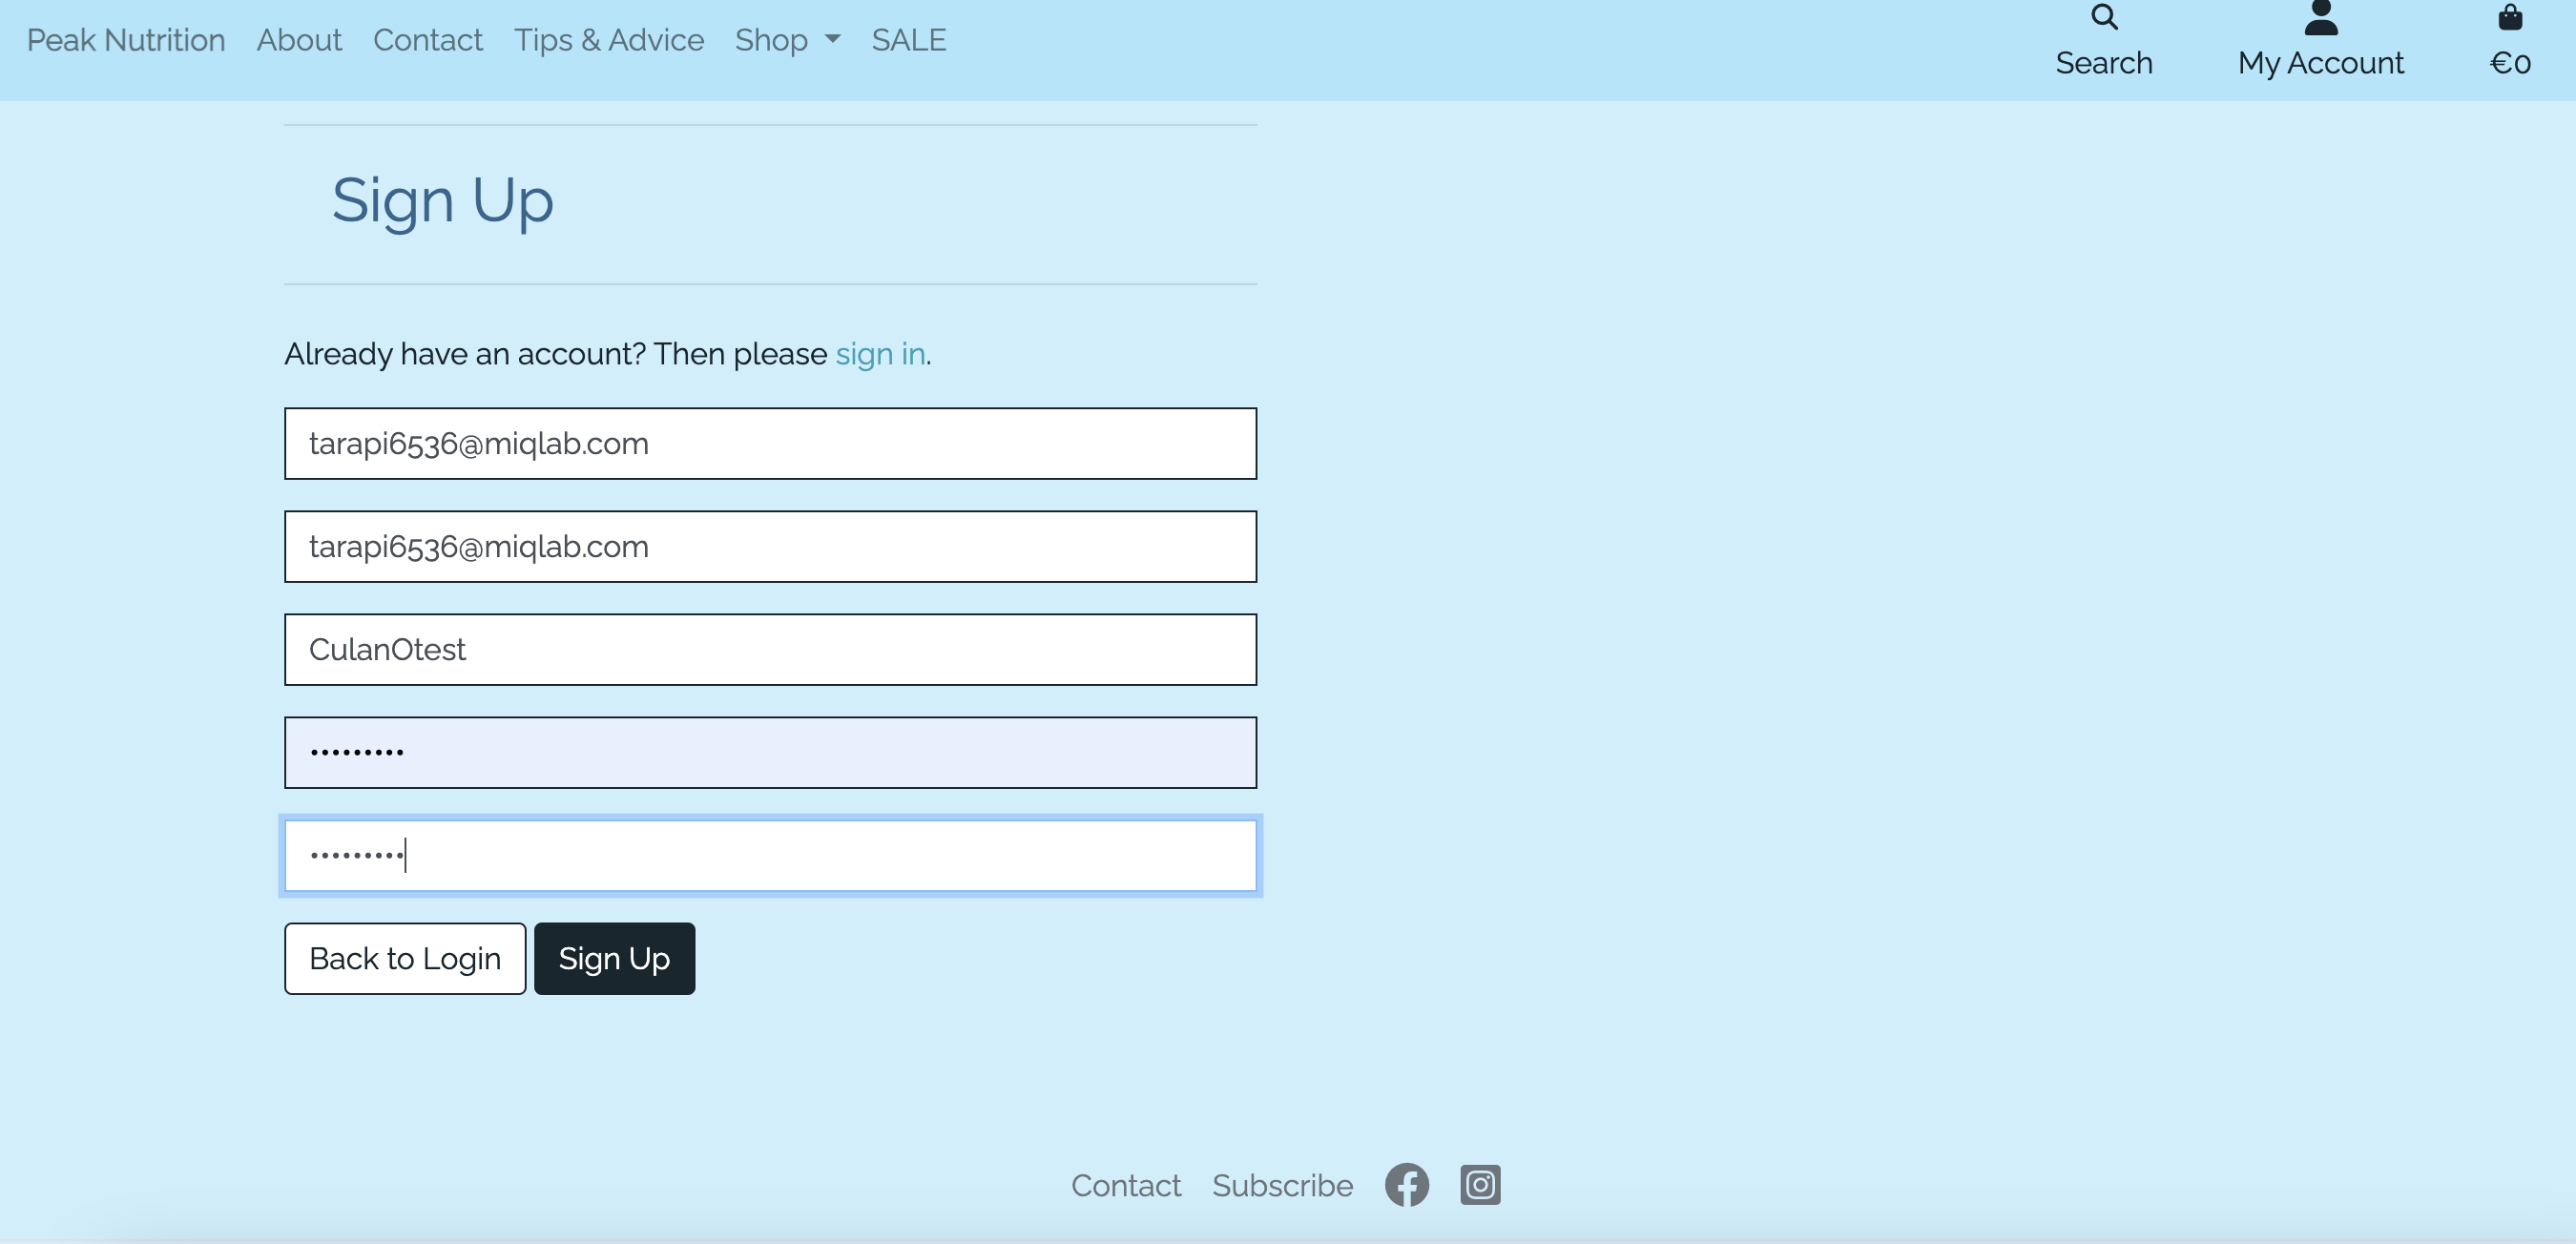 Peak Nutrition About Contact Tips & Advice Shop SALE
Search My Account €0
Sign Up
Already have an account? Then please sign in.
tarapi6536@miqlab.com
tarapi6536@miqlab.com
CulanOtest
•••••••••
•••••••••
Back to Login Sign Up
Contact Subscribe